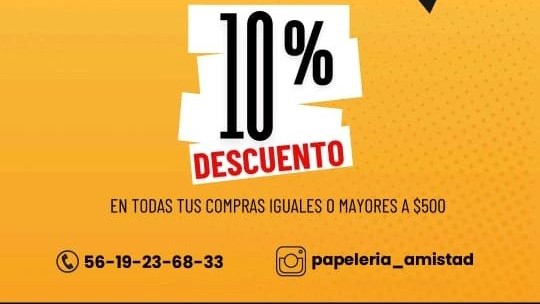 10%
DESCUENTO
EN TODAS TUS COMPRAS IGUALES O MAYORES A $500
56-19-23-68-33
papeleria_amistad